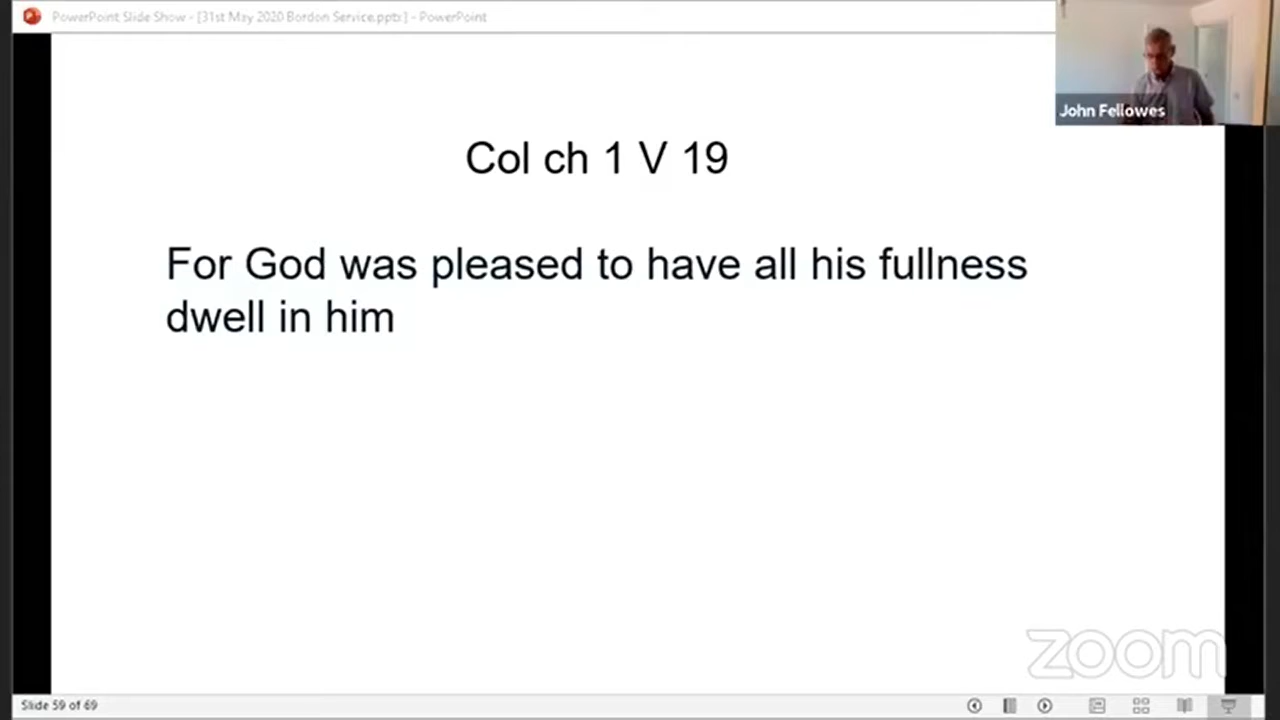 PowerPoint Slide Show - [31st May 2020 Bordon Service.pptx] - PowerPoint
John Fellowes
Col ch 1 V 19
For God was pleased to have all his fullness
dwell in him
zoom
Slide 59 of 69